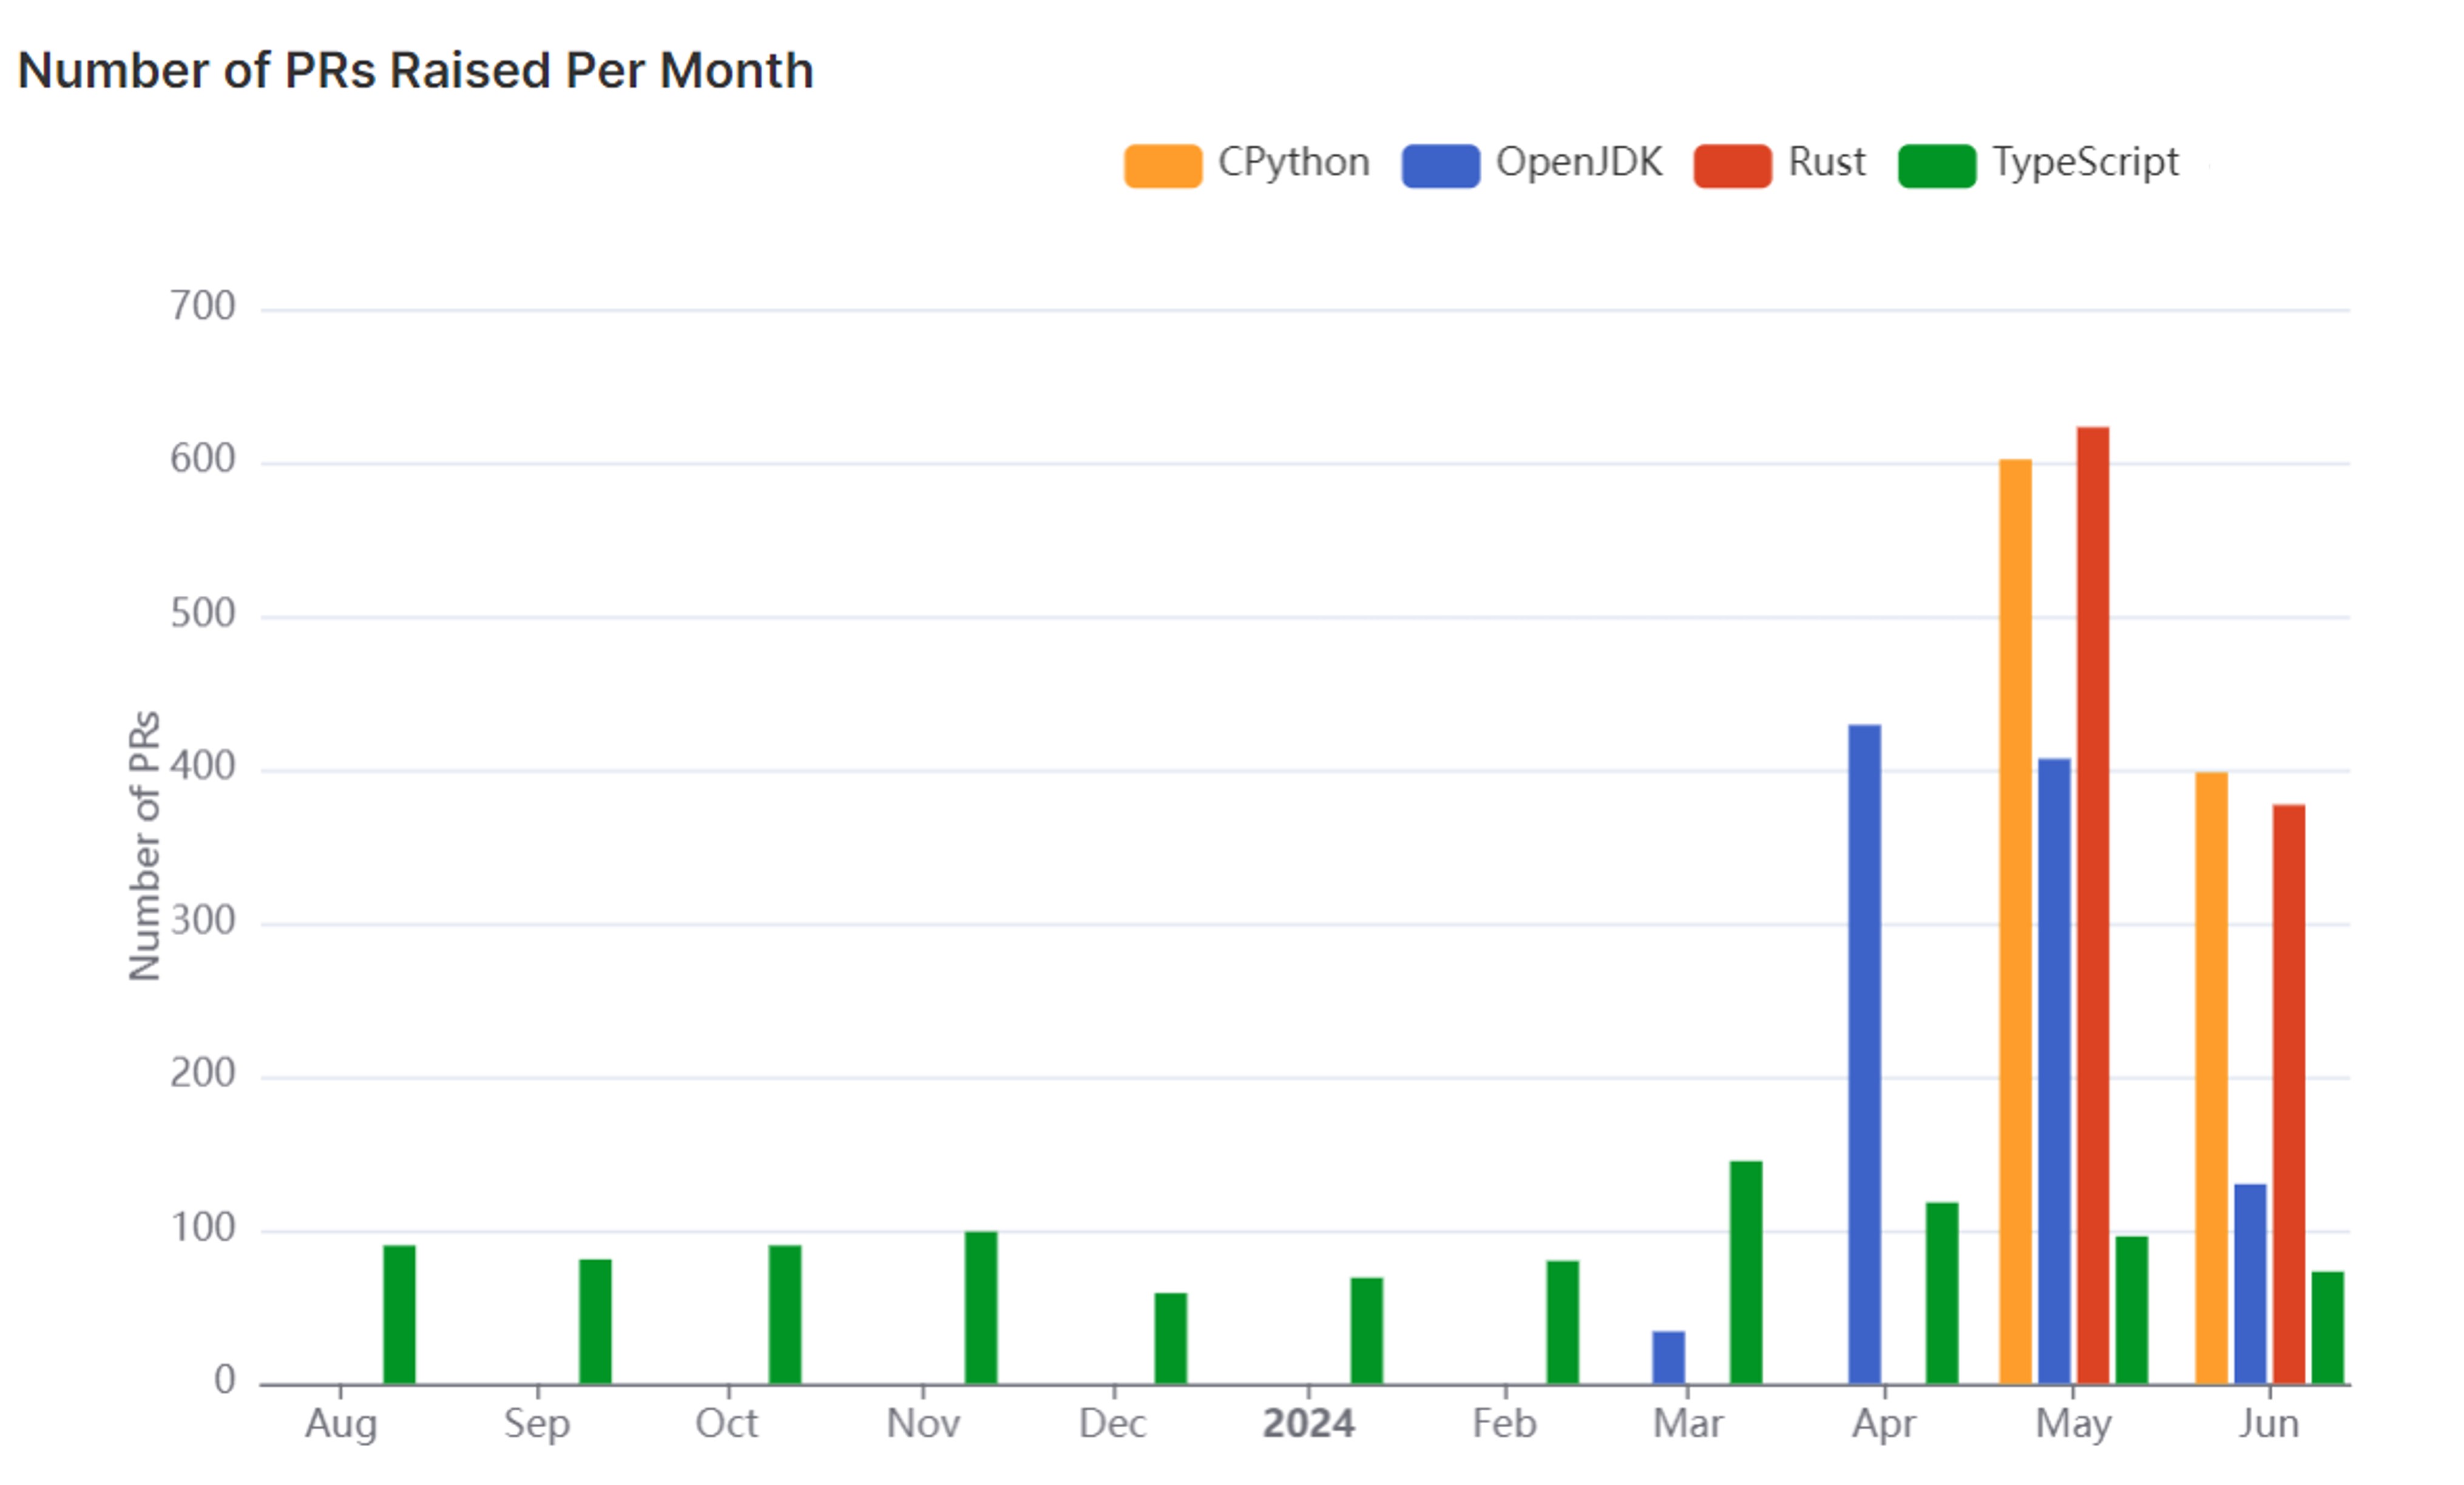 Number of PRs Raised Per Month
CPython OpenJDK Rust TypeScript
Number of PRs
700
600
500
400
300
200
100
0
Aug Sep Oct Nov Dec 2024 Feb Mar Apr May Jun